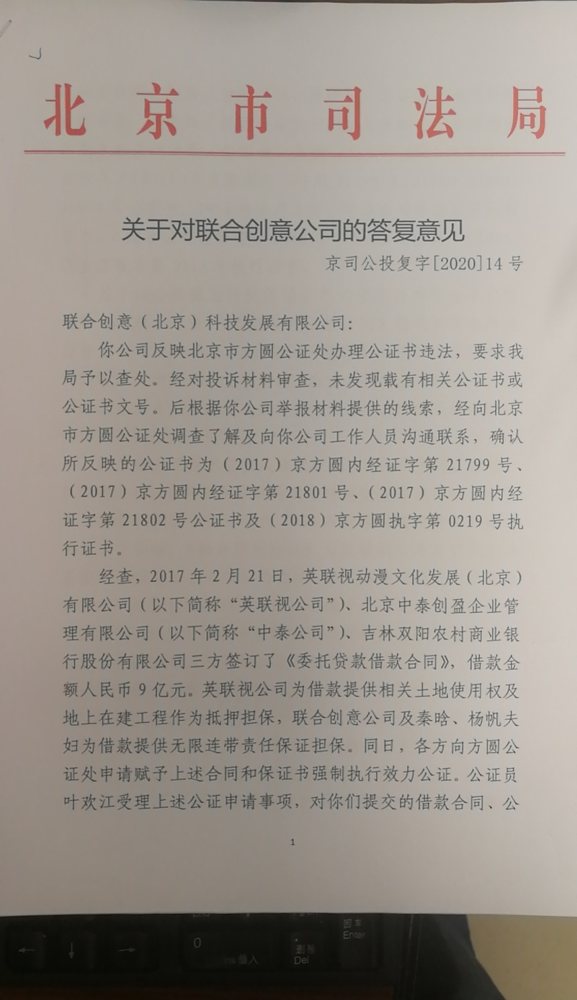 北京市司法局
关于对联合创意公司的答复意见
京司公投复字[2020]14号
联合创意（北京）科技发展有限公司：
你公司反映北京市方圆公证处办理公证书违法，要求我
局予以查处。经对投诉材料审查，未发现载有相关公证书或
公证书文号。后根据你公司举报材料提供的线索，经向北京
市方圆公证处调查了解及向你公司工作人员沟通联系，确认
所反映的公证书为（2017）京方圆内经证字第21799号、
（2017）京方圆内经证字第21801号、（2017）京方圆内经
证字第21802号公证书及（2018）京方圆执字第0219号执
行证书。
经查，2017年2月21日，英联视动漫文化发展（北京）
有限公司（以下简称“英联视公司”）、北京中泰创盈企业管
理有限公司（以下简称“中泰公司”）、吉林双阳农村商业银
行股份有限公司三方签订了《委托贷款借款合同》，借款金
额人民币9亿元。英联视公司为借款提供相关土地使用权及
地上在建工程作为抵押担保，联合创意公司及秦晗、杨帆夫
妇为借款提供无限连带责任保证担保。同日，各方向方圆公
证处申请赋予上述合同和保证书强制执行效力公证。公证员
叶欢江受理上述公证申请事项，对你们提交的借款合同、公
1
回车
Enter
0
Ins 插入
删除
Del